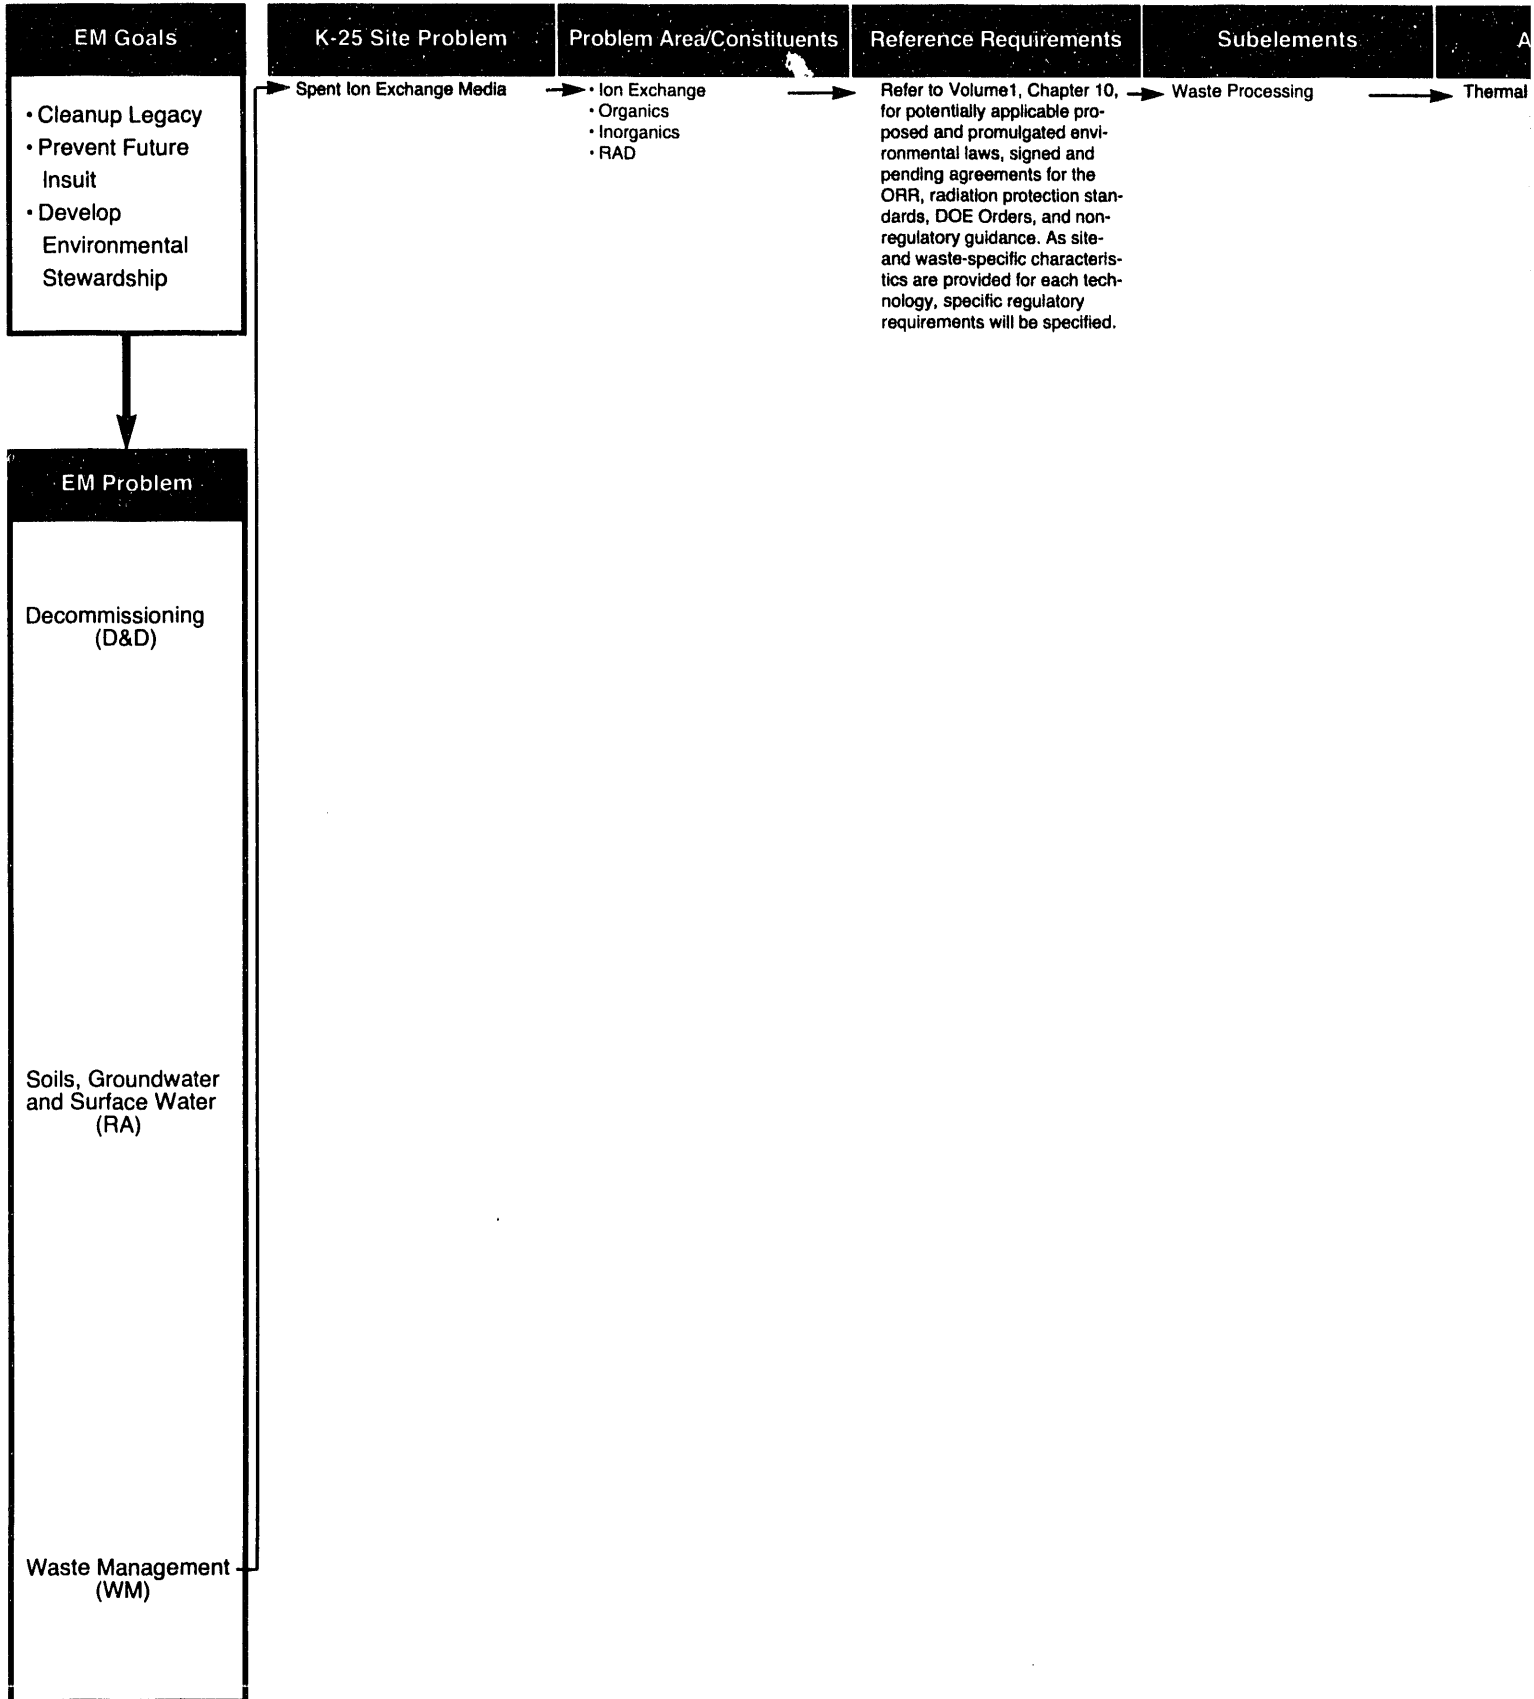 EM Goals
• Cleanup Legacy
• Prevent Future
Insuit
• Develop
Environmental
Stewardship
EM Problem
Decommissioning
(D&D)
Soils, Groundwater
and Surface Water
(RA)
Waste Management
(WM)
K-25 Site Problem
Spent Ion Exchange Media
Problem Area/Constituents
• Ion Exchange
• Organics
• Inorganics
• RAD
Reference Requirements
Refer to Volume1, Chapter 10,
for potentially applicable pro-
posed and promulgated envi-
ronmental laws, signed and
pending agreements for the
ORR, radiation protection stan-
dards, DOE Orders, and non-
regulatory guidance. As site-
and waste-specific characteris-
tics are provided for each tech-
nology, specific regulatory
requirements will be specified.
Subelements
Waste Processing
A
Thermal